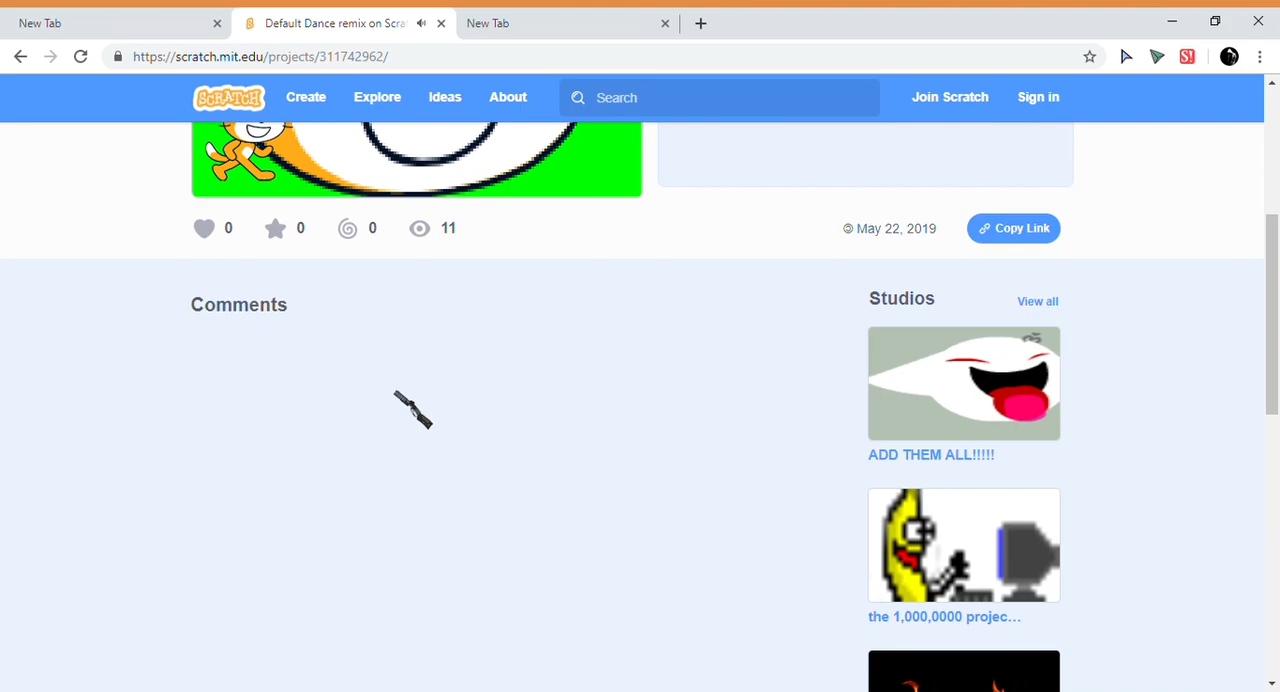 New Tab
Default Dance remix on Scra
New Tab
https://scratch.mit.edu/projects/311742962/
S!
SCRATCH
Create
Explore
Ideas
About
Search
Join Scratch
Sign in
0
0
0
11
© May 22, 2019
Copy Link
Comments
Studios
View all
ॐ
ADD THEM ALL!!!!!
the 1,000,0000 projec...